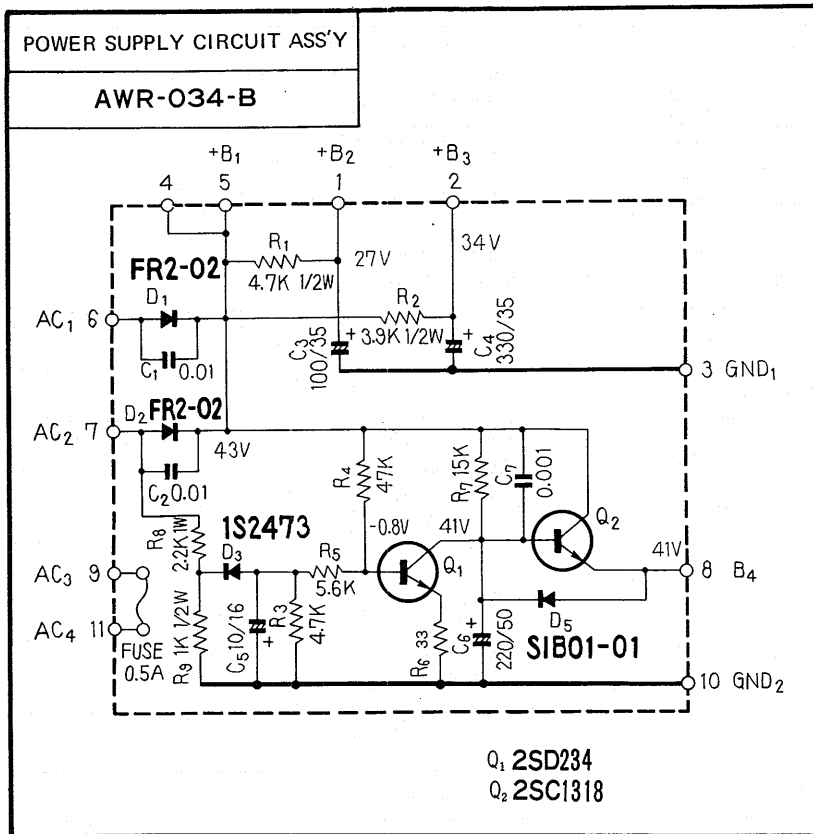 POWER SUPPLY CIRCUIT ASS'Y
AWR-034-B
+B1 +B2 +B3
4 5 1 2
R1
4.7K 1/2W
27V
34V
FR2-02
D1
AC1 6
C1 0.01
R2
3.9K 1/2W
C3
100/35
+
C4
330/35
+
3 GND1
D2 FR2-02
AC2 7
43V
C2 0.01
R4
47K
R7 15K
C7
0.001
R8
2.2K 1W
1S2473
D3
R5
5.6K
-0.8V
41V
Q1
Q2
41V
8 B4
AC3 9
AC4 11
FUSE
0.5A
R9 1K 1/2W
C5 10/16
+
R3
4.7K
R6 33
C6
220/50
+
D5
SIB01-01
10 GND2
Q1 2SD234
Q2 2SC1318